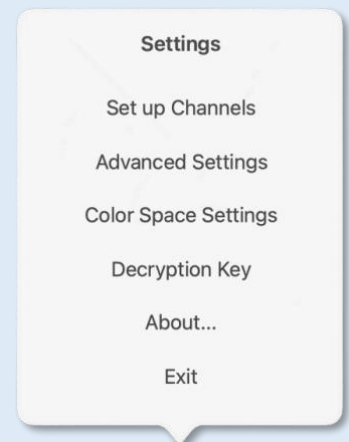 Settings
Set up Channels
Advanced Settings
Color Space Settings
Decryption Key
About...
Exit